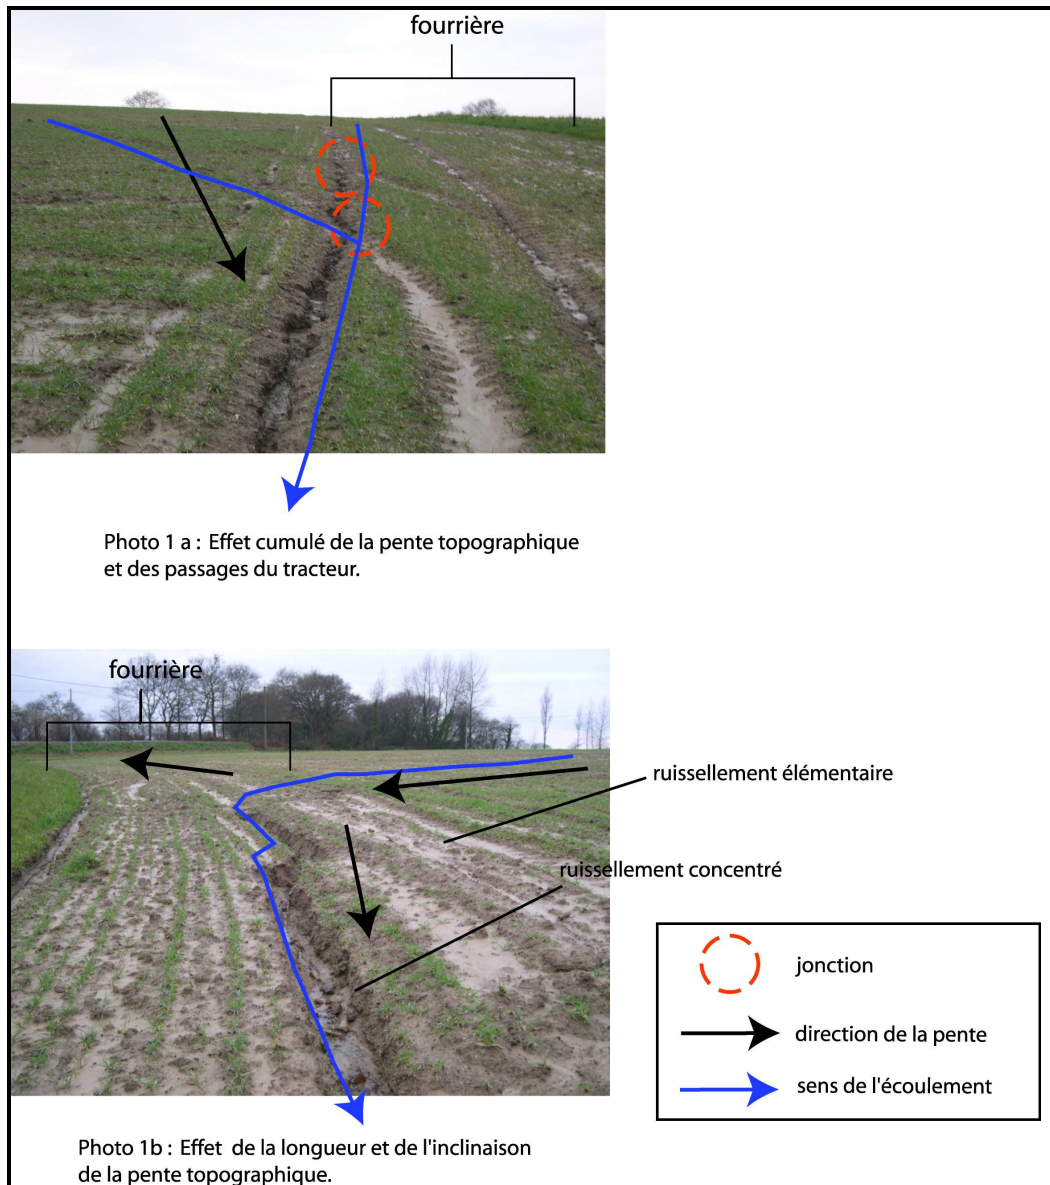 fourrière
Photo 1 a : Effet cumulé de la pente topographique
et des passages du tracteur.
fourrière
ruissellement élémentaire
ruissellement concentré
jonction
direction de la pente
sens de l'écoulement
Photo 1b : Effet de la longueur et de l'inclinaison
de la pente topographique.